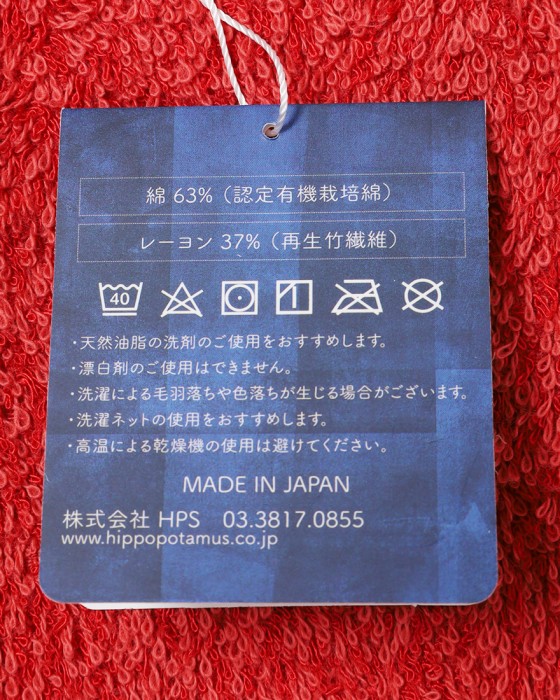 綿 63%（認定有機栽培綿）
レーヨン 37%（再生竹繊維）
40
・天然油脂の洗剤のご使用をおすすめします。
・漂白剤のご使用はできません。
・洗濯による毛羽落ちや色落ちが生じる場合がございます。
・洗濯ネットの使用をおすすめします。
・高温による乾燥機の使用は避けてください。
MADE IN JAPAN
株式会社 HPS 03.3817.0855
www.hippopotamus.co.jp